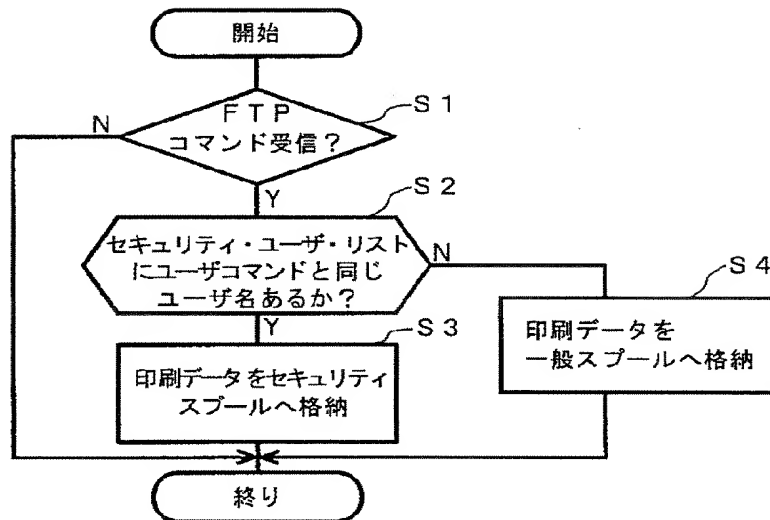 開始
FTP
コマンド受信？
S1
N
Y
S2
セキュリティ・ユーザ・リスト
にユーザコマンドと同じ
ユーザ名あるか？
N
Y
S3
印刷データをセキュリティ
スプールへ格納
S4
印刷データを
一般スプールへ格納
終り